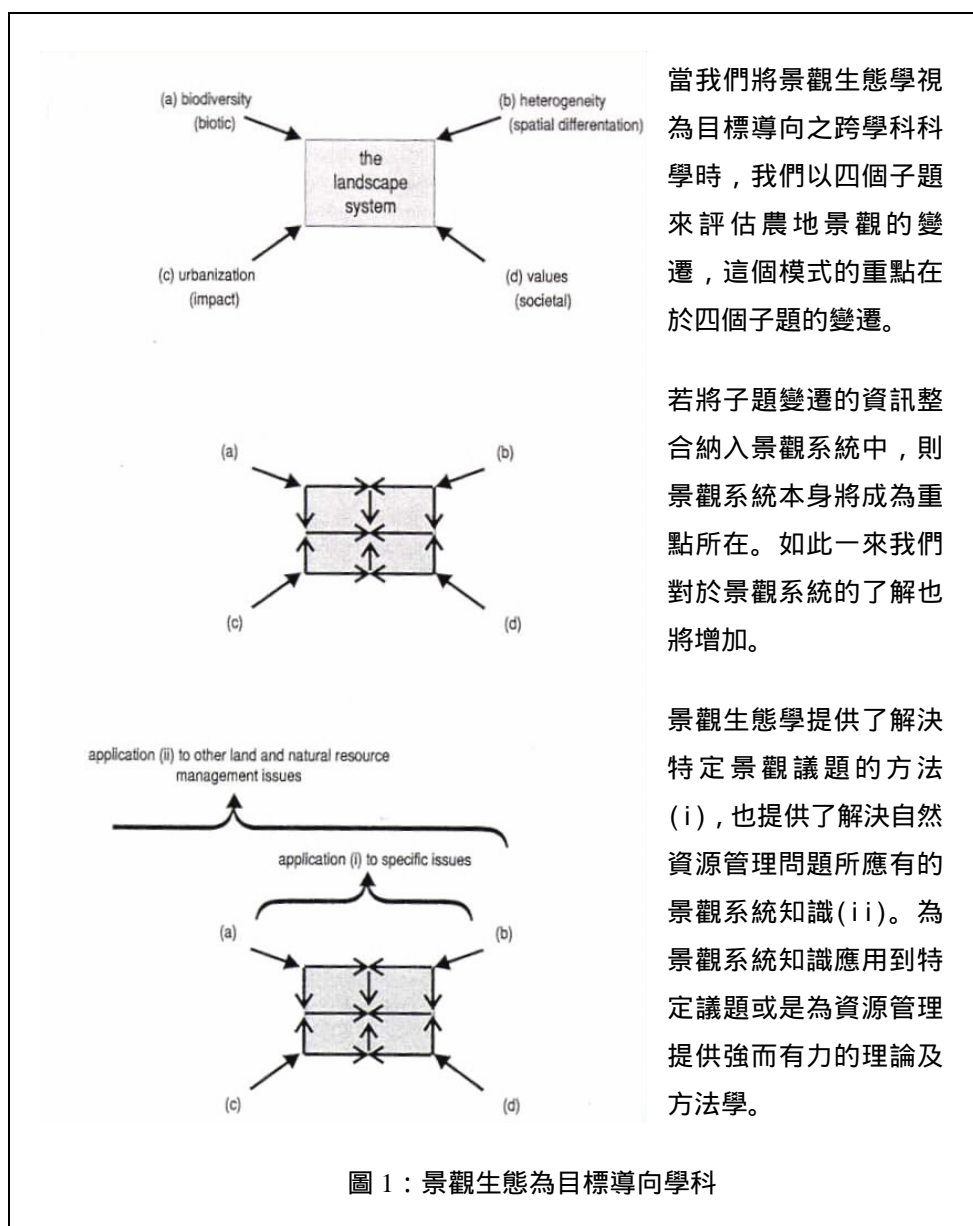 (a) biodiversity
(biotic)
(b) heterogeneity
(spatial differentation)
the
landscape
system
(c) urbanization
(impact)
(d) values
(societal)
當我們將景觀生態學視
為目標導向之跨學科科
學時，我們以四個子題
來評估農地景觀的變
遷，這個模式的重點在
於四個子題的變遷。
(a)
(b)
(c)
(d)
若將子題變遷的資訊整
合納入景觀系統中，則
景觀系統本身將成為重
點所在。如此一來我們
對於景觀系統的了解也
將增加。
application (ii) to other land and natural resource
management issues
application (i) to specific issues
(a)
(b)
(c)
(d)
景觀生態學提供了解決
特定景觀議題的方法
(i)，也提供了解決自然
資源管理問題所應有的
景觀系統知識(ii)。為
景觀系統知識應用到特
定議題或是為資源管理
提供強而有力的理論及
方法學。
圖 1：景觀生態為目標導向學科